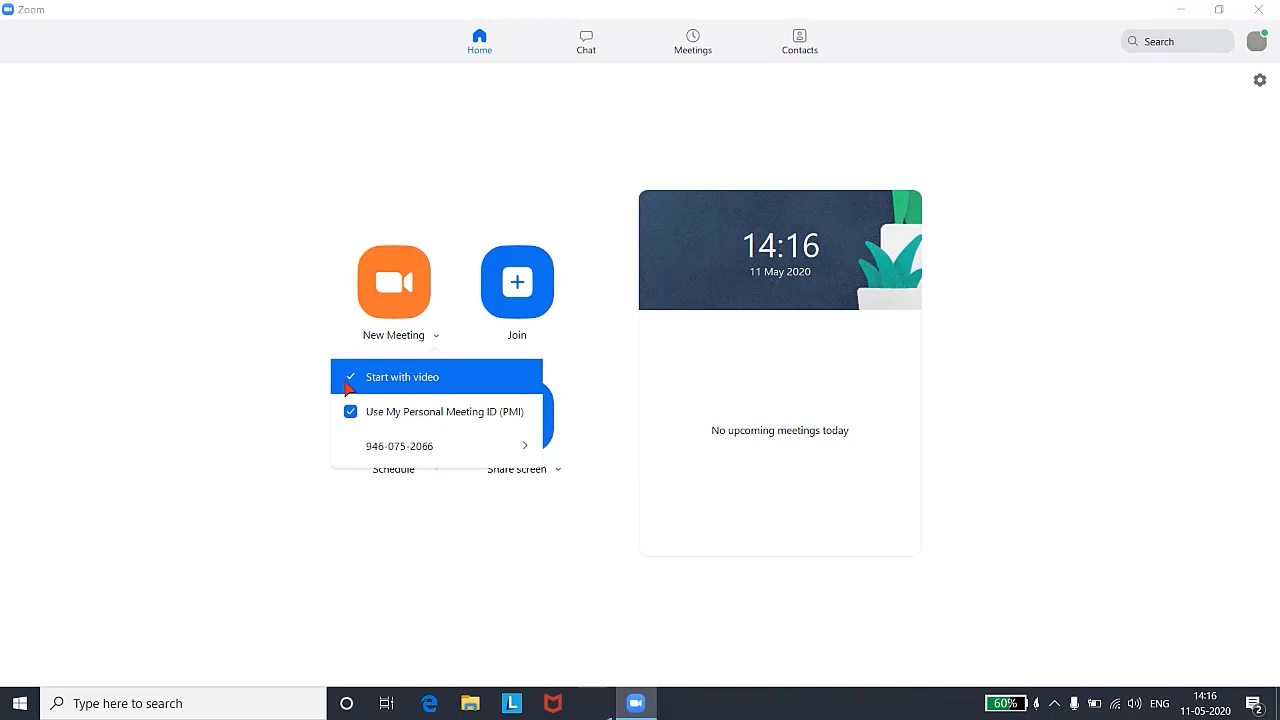 Zoom
Home
Chat
Meetings
Contacts
Search
14:16
11 May 2020
New Meeting
Join
Start with video
Use My Personal Meeting ID (PMI)
946-075-2066
No upcoming meetings today
Schedule
Share screen
Type here to search
L
60%
ENG
14:16
11-05-2020
2